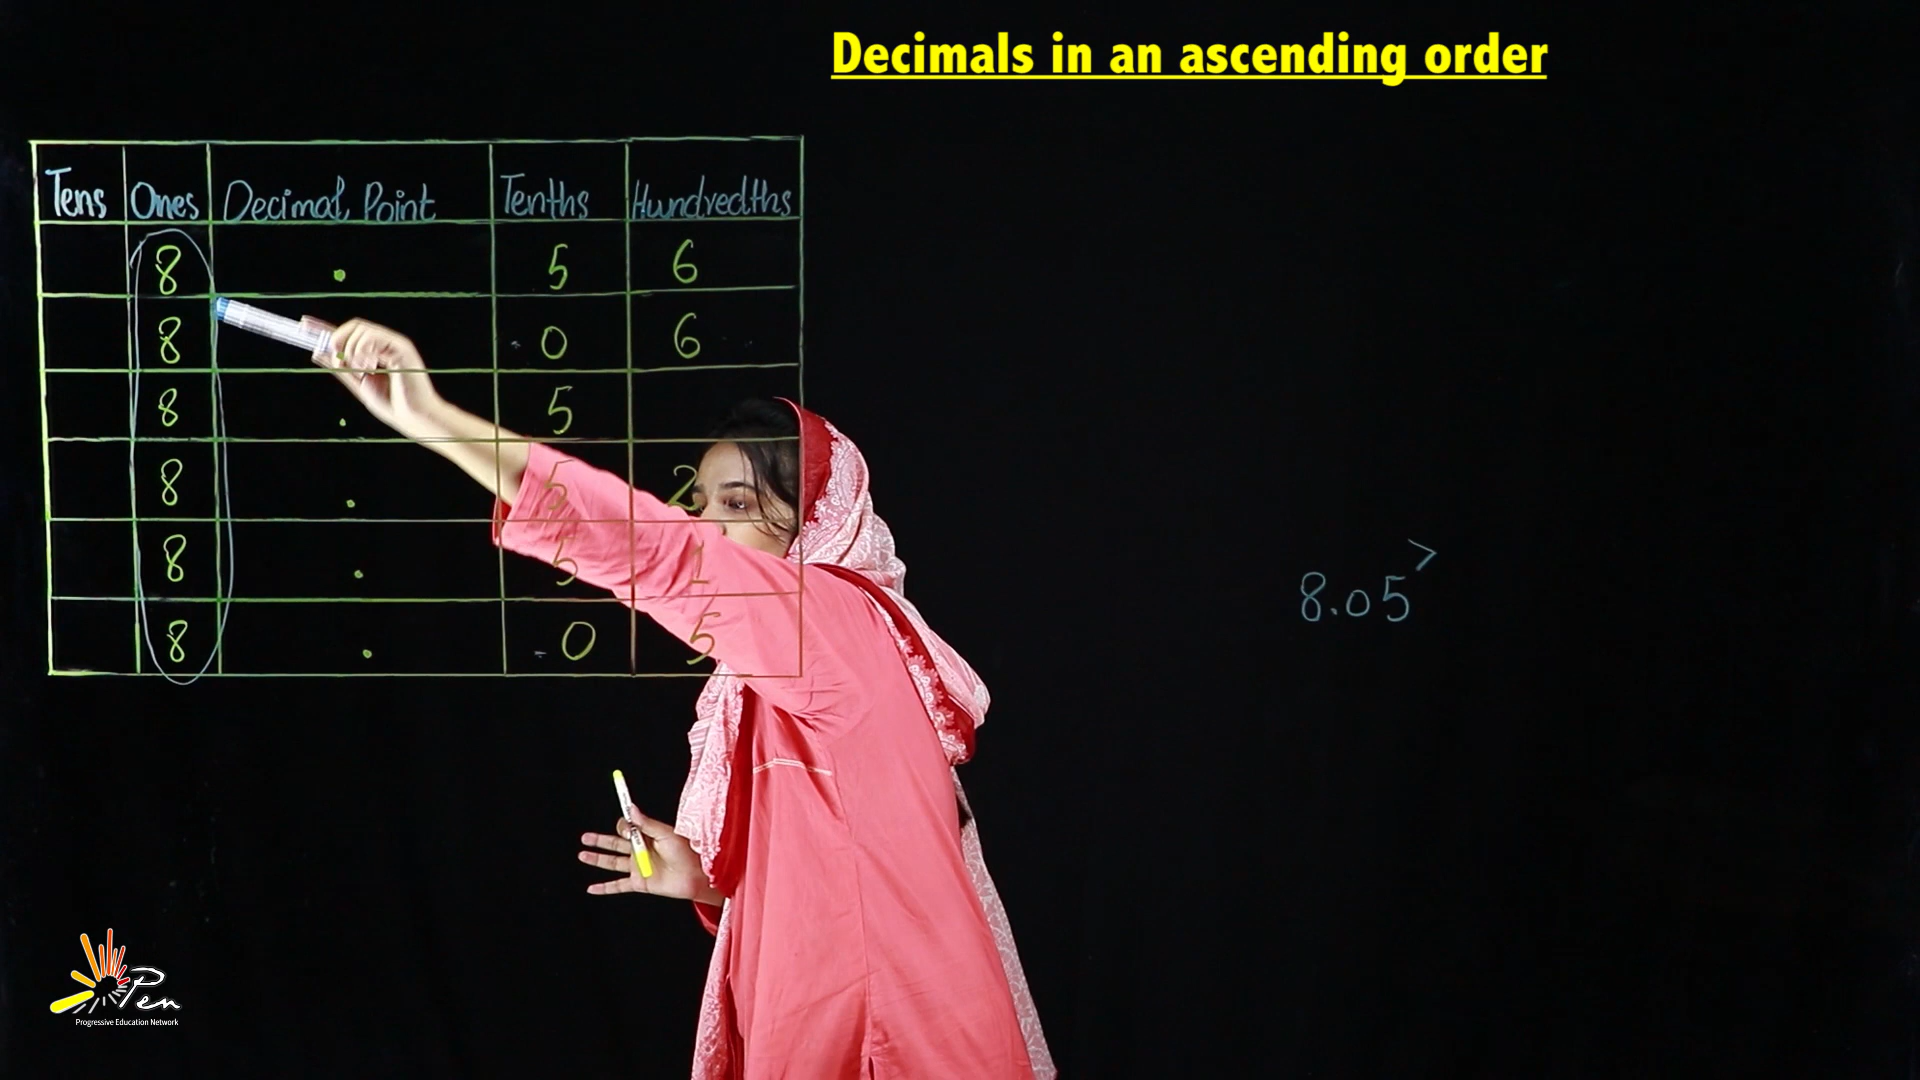 Decimals in an ascending order
Tens Ones Decimal Point Tenths Hundredths
8 . 5 6
8 . 0 6
8 . 5
8 . 5 2
8 . 5 1
8 . 0 5
8.05 >
Pen
Progressive Education Network